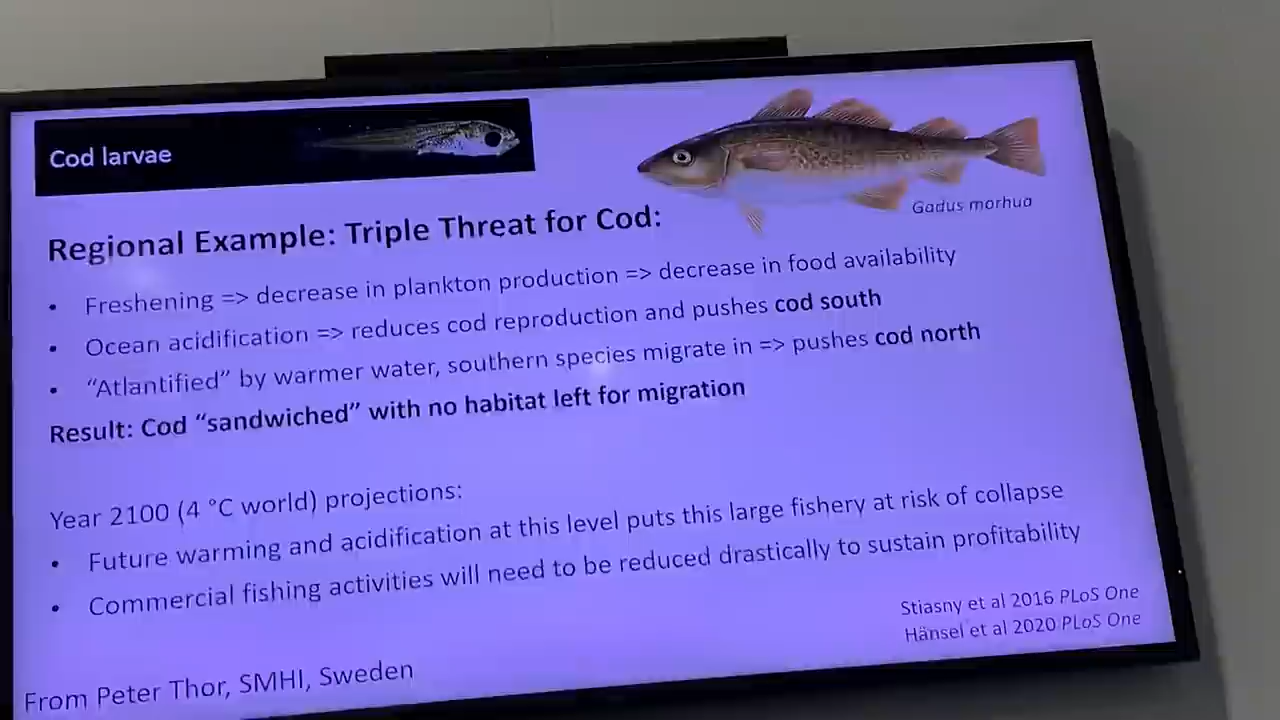 Cod larvae
Gadus morhua
Regional Example: Triple Threat for Cod:
• Freshening => decrease in plankton production => decrease in food availability
• Ocean acidification => reduces cod reproduction and pushes cod south
• “Atlantified” by warmer water, southern species migrate in => pushes cod north
Result: Cod “sandwiched” with no habitat left for migration
Year 2100 (4 °C world) projections:
• Future warming and acidification at this level puts this large fishery at risk of collapse
• Commercial fishing activities will need to be reduced drastically to sustain profitability
Stiasny et al 2016 PLoS One
Hänsel et al 2020 PLoS One
From Peter Thor, SMHI, Sweden